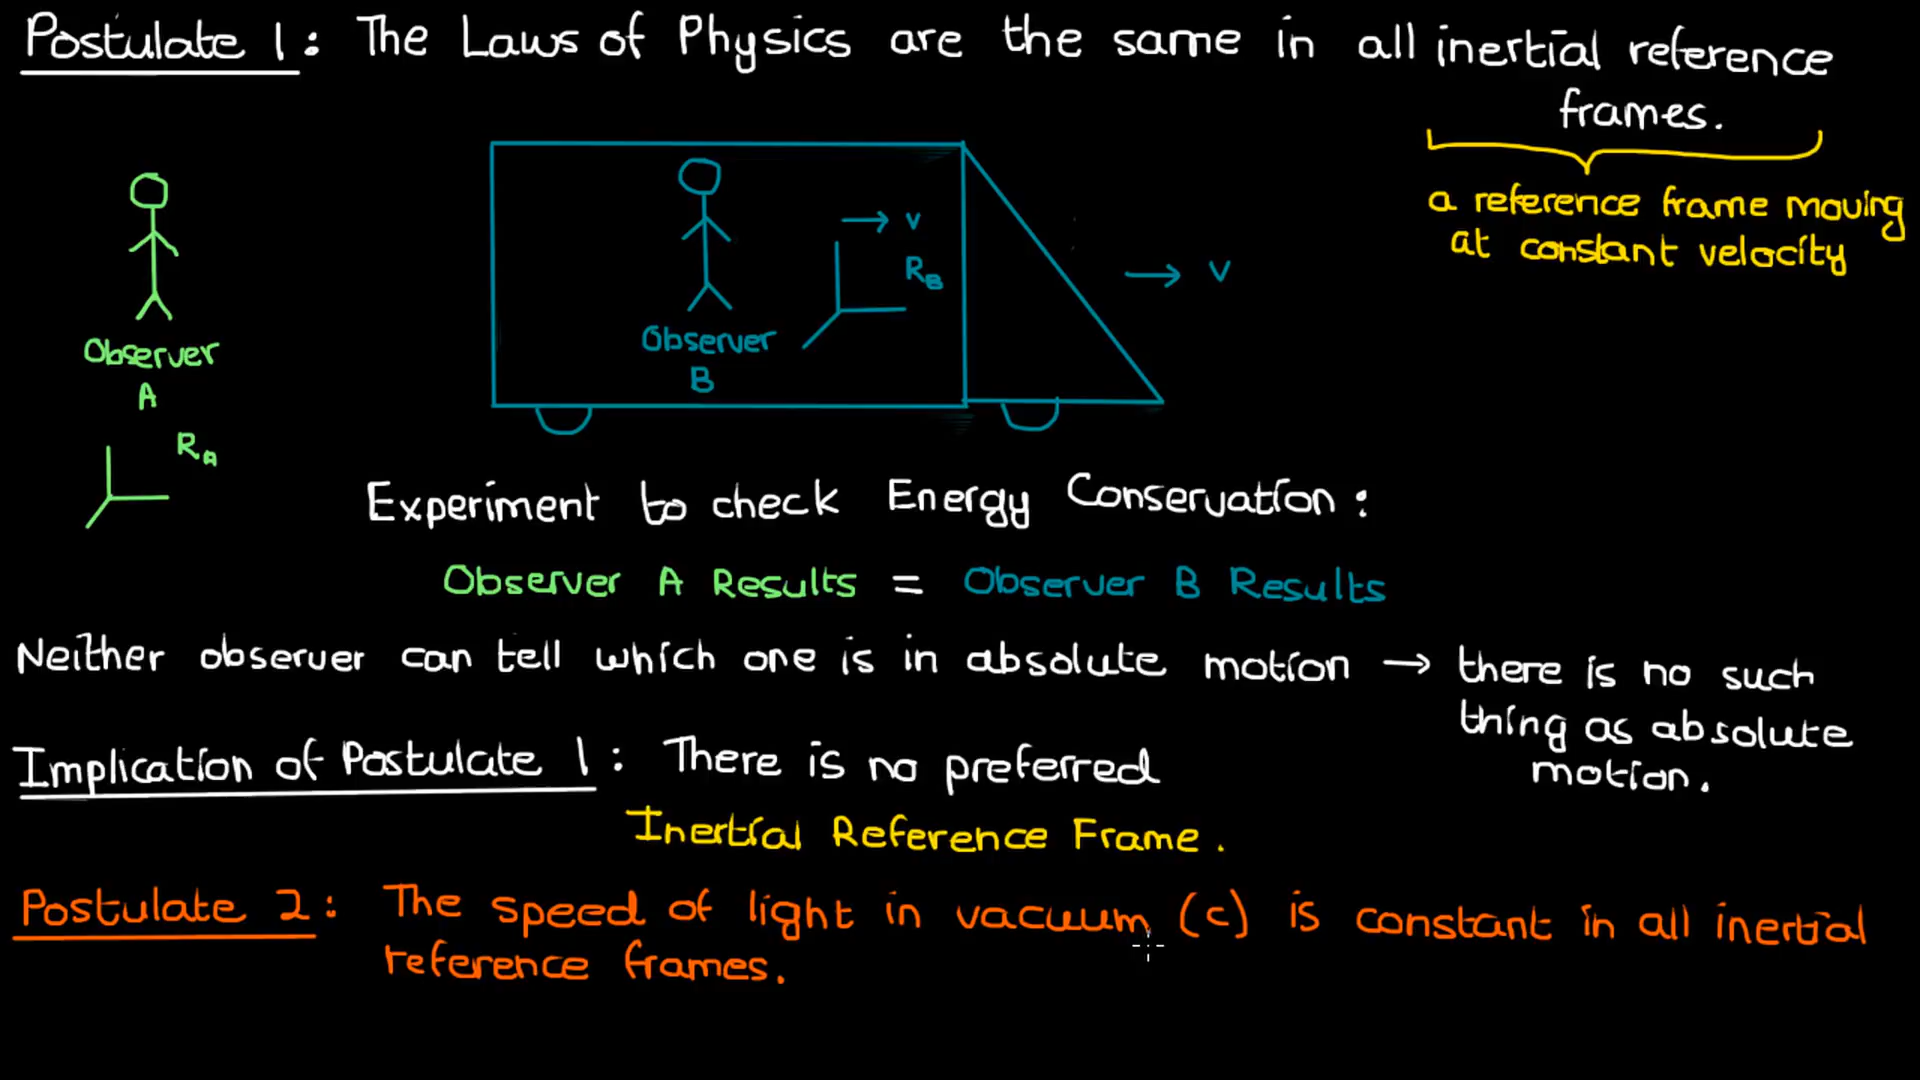 Postulate 1: The Laws of Physics are the same in all inertial reference
frames.
a reference frame moving
at constant velocity
→ v
R_B
→ v
Observer
B
Observer
A
R_A
Experiment to check Energy Conservation:
Observer A Results = Observer B Results
Neither observer can tell which one is in absolute motion → there is no such
thing as absolute
motion.
Implication of Postulate 1: There is no preferred
Inertial Reference Frame.
Postulate 2: The speed of light in vacuum (c) is constant in all inertial
reference frames.